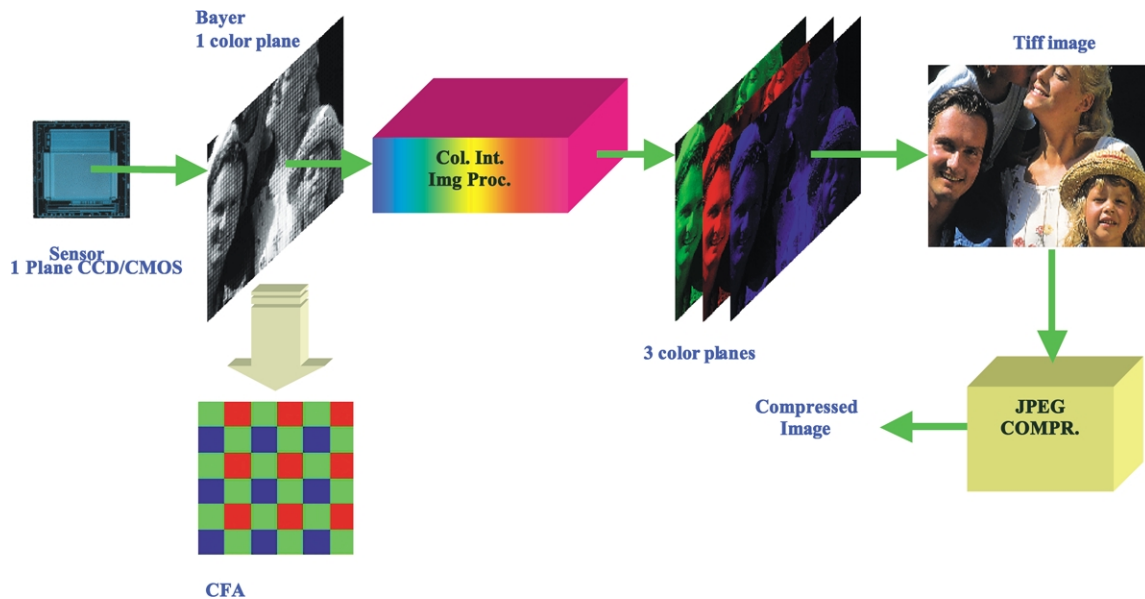 Bayer
1 color plane
Tiff image
Col. Int.
Img Proc.
Sensor
1 Plane CCD/CMOS
3 color planes
JPEG
COMPR.
Compressed
Image
CFA